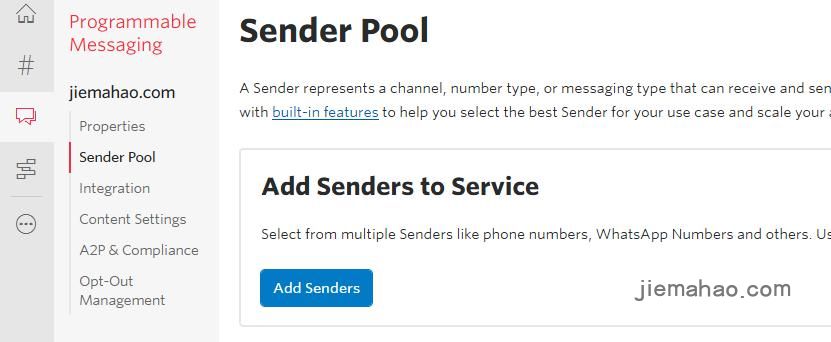 Programmable
Messaging
jiemahao.com
Properties
Sender Pool
Integration
Content Settings
A2P & Compliance
Opt-Out
Management
Sender Pool
A Sender represents a channel, number type, or messaging type that can receive and sen
with built-in features to help you select the best Sender for your use case and scale your a
Add Senders to Service
Select from multiple Senders like phone numbers, WhatsApp Numbers and others. Us
Add Senders
jiemahao.com